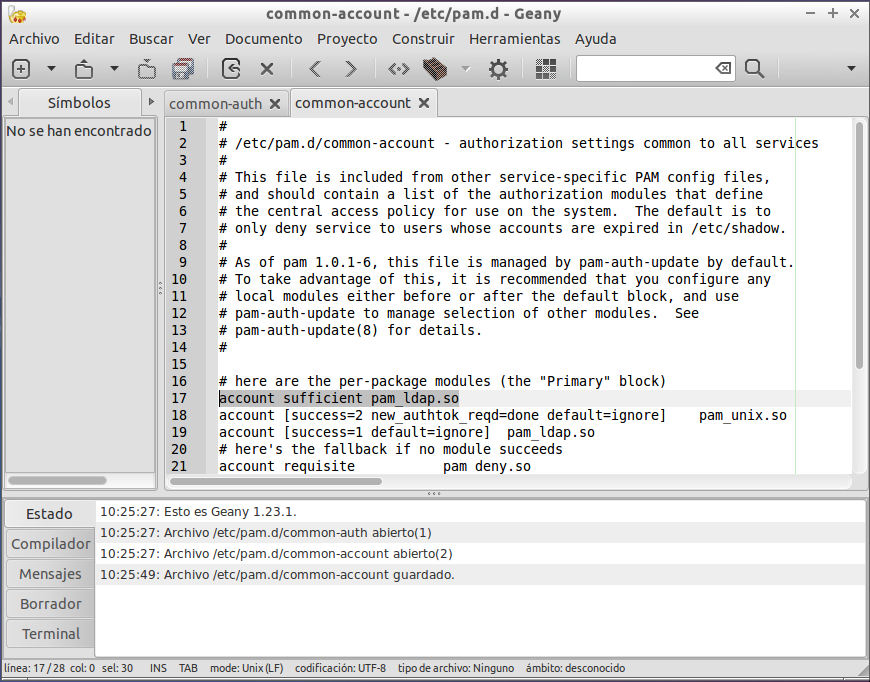 common-account - /etc/pam.d - Geany
Archivo Editar Buscar Ver Documento Proyecto Construir Herramientas Ayuda
Símbolos
No se han encontrado
common-auth
common-account
1 #
2 # /etc/pam.d/common-account - authorization settings common to all services
3 #
4 # This file is included from other service-specific PAM config files,
5 # and should contain a list of the authorization modules that define
6 # the central access policy for use on the system.  The default is to
7 # only deny service to users whose accounts are expired in /etc/shadow.
8 #
9 # As of pam 1.0.1-6, this file is managed by pam-auth-update by default.
10 # To take advantage of this, it is recommended that you configure any
11 # local modules either before or after the default block, and use
12 # pam-auth-update to manage selection of other modules.  See
13 # pam-auth-update(8) for details.
14 #
15
16 # here are the per-package modules (the "Primary" block)
17 account sufficient pam_ldap.so
18 account [success=2 new_authtok_reqd=done default=ignore]    pam_unix.so
19 account [success=1 default=ignore]  pam_ldap.so
20 # here's the fallback if no module succeeds
21 account requisite           pam_deny.so
Estado
Compilador
Mensajes
Borrador
Terminal
10:25:27: Esto es Geany 1.23.1.
10:25:27: Archivo /etc/pam.d/common-auth abierto(1)
10:25:27: Archivo /etc/pam.d/common-account abierto(2)
10:25:49: Archivo /etc/pam.d/common-account guardado.
línea: 17 / 28 col: 0 sel: 30 INS TAB modo: Unix (LF) codificación: UTF-8 tipo de archivo: Ninguno ámbito: desconocido